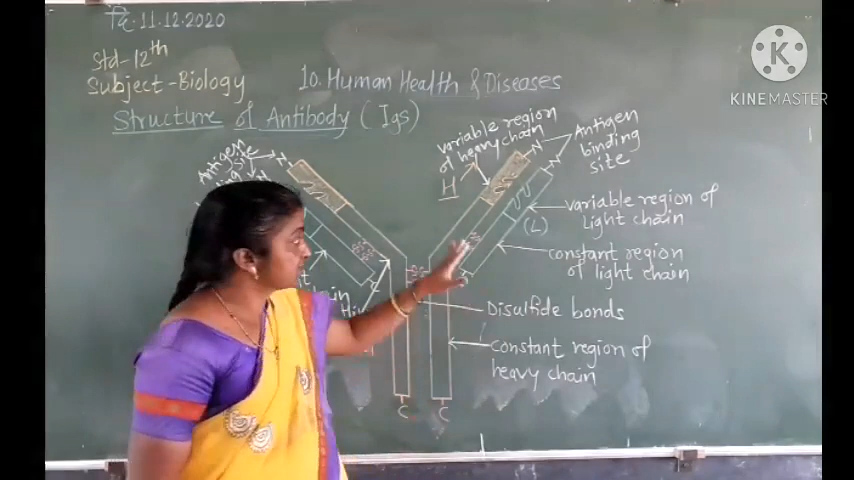 दि.11.12.2020
Std-12th
Subject-Biology
10. Human Health & Diseases
Structure of Antibody (Igs)
Antigen
site
N
variable region
of heavy chain
H
N
N
Antigen
binding
site
variable region of
Light chain
(L)
constant region
of light chain
Disulfide bonds
constant region of
heavy chain
C
C
K
KINEMASTER